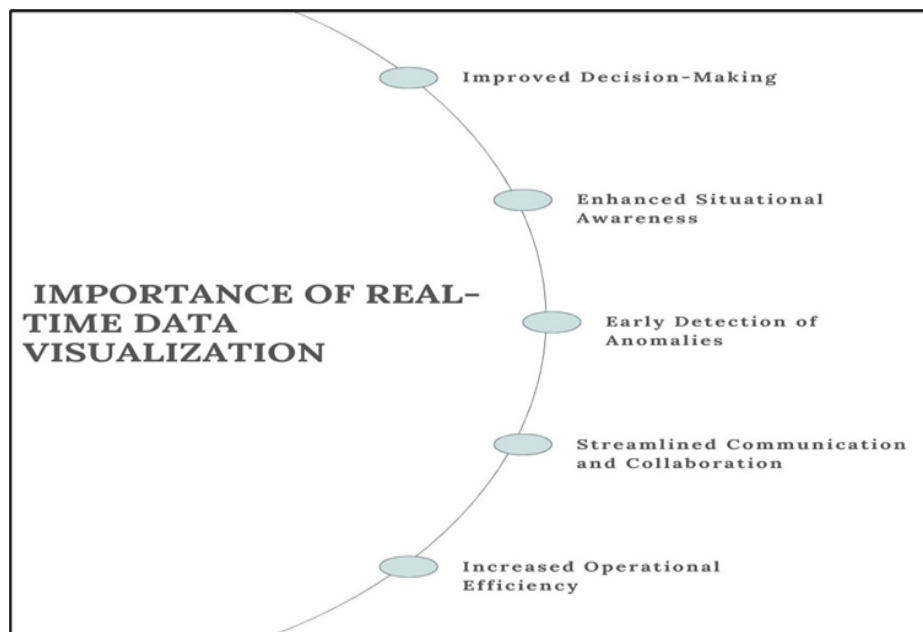 IMPORTANCE OF REAL-
TIME DATA
VISUALIZATION
Improved Decision-Making
Enhanced Situational
Awareness
Early Detection of
Anomalies
Streamlined Communication
and Collaboration
Increased Operational
Efficiency